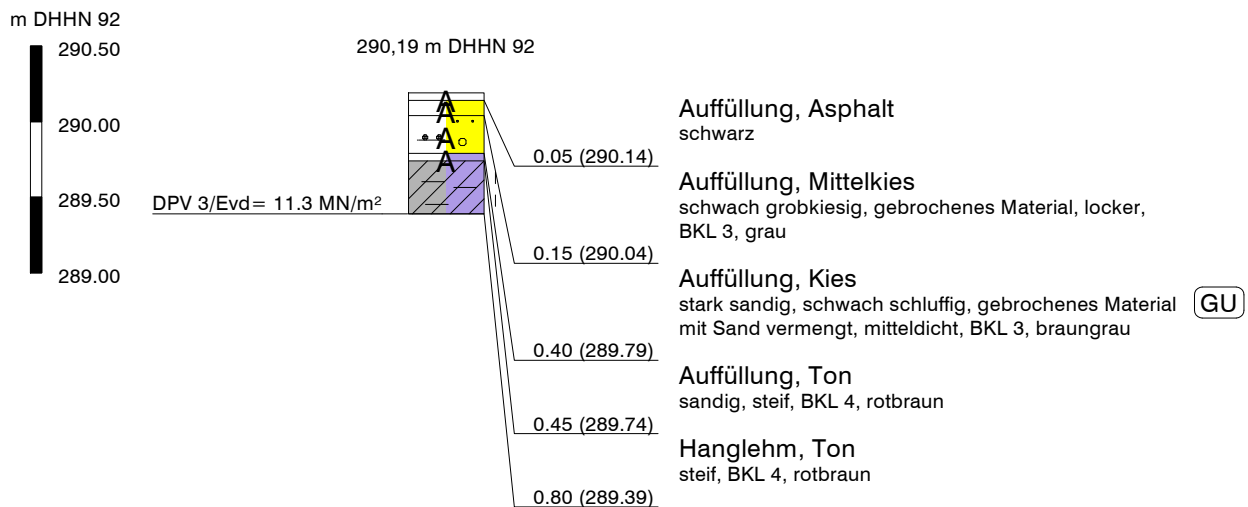 m DHHN 92
290.50
290.00
289.50
289.00
290,19 m DHHN 92
A
A
A
A
DPV 3/Evd= 11.3 MN/m²
0.05 (290.14)
Auffüllung, Asphalt
schwarz
0.15 (290.04)
Auffüllung, Mittelkies
schwach grobkiesig, gebrochenes Material, locker,
BKL 3, grau
0.40 (289.79)
Auffüllung, Kies
stark sandig, schwach schluffig, gebrochenes Material
mit Sand vermengt, mitteldicht, BKL 3, braungrau
GU
0.45 (289.74)
Auffüllung, Ton
sandig, steif, BKL 4, rotbraun
0.80 (289.39)
Hanglehm, Ton
steif, BKL 4, rotbraun